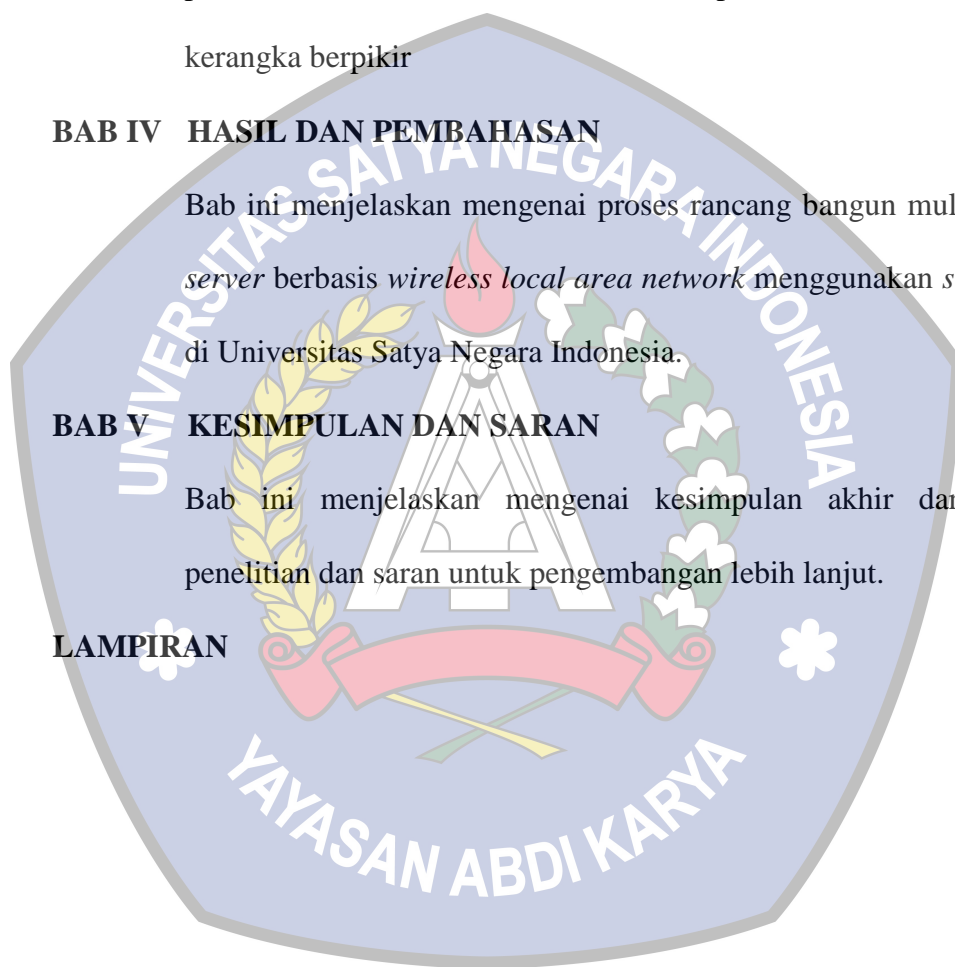 kerangka berpikir
BAB IV HASIL DAN PEMBAHASAN
Bab ini menjelaskan mengenai proses rancang bangun
server berbasis wireless local area network menggunakan
di Universitas Satya Negara Indonesia.
BAB V KESIMPULAN DAN SARAN
Bab ini menjelaskan mengenai kesimpulan akhir
penelitian dan saran untuk pengembangan lebih lanjut.
LAMPIRAN
UNIVERSITAS SATYA NEGARA INDONESIA
YAYASAN ABDI KARYA